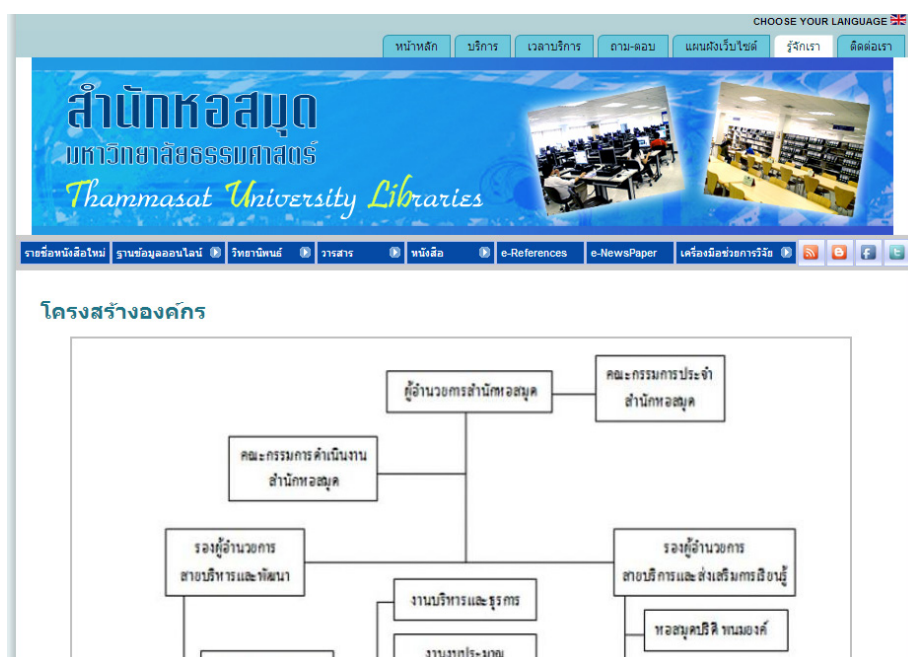 CHOOSE YOUR LANGUAGE
หน้าหลัก บริการ เวลาบริการ ถาม-ตอบ แผนผังเว็บไซต์ รู้จักเรา ติดต่อเรา
สำนักหอสมุด
มหาวิทยาลัยธรรมศาสตร์
Thammasat University Libraries
รายชื่อหนังสือใหม่ ฐานข้อมูลออนไลน์ วิทยานิพนธ์ วารสาร หนังสือ e-References e-NewsPaper เครื่องมือช่วยการวิจัย
โครงสร้างองค์กร
ผู้อำนวยการสำนักหอสมุด
คณะกรรมการประจำ
สำนักหอสมุด
คณะกรรมการดำเนินงาน
สำนักหอสมุด
รองผู้อำนวยการ
สายบริหารและพัฒนา
รองผู้อำนวยการ
สายบริการและส่งเสริมการเรียนรู้
งานบริหารและธุรการ
หอสมุดปรีดี พนมยงค์
งานงบประมาณ